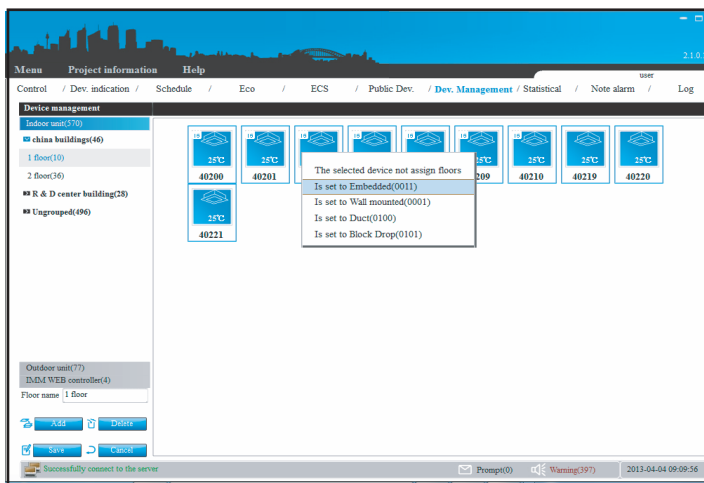 2.1.0.
Menu Project information Help
user
Control / Dev. indication / Schedule / Eco / ECS / Public Dev. / Dev. Management / Statistical / Note alarm / Log
Device management
Indoor unit(570)
china buildings(46)
1 floor(10)
2 floor(36)
R & D center building(28)
Ungrouped(496)
25℃ 25℃ 25℃ 25℃ 25℃
40200 40201 209 40210 40219 40220
The selected device not assign floors
Is set to Embedded(0011)
Is set to Wall mounted(0001)
Is set to Duct(0100)
Is set to Block Drop(0101)
25℃
40221
Outdoor unit(77)
IMM WEB controller(4)
Floor name 1 floor
Add Delete
Save Cancel
Successfully connect to the server Prompt(0) Warning(397) 2013-04-04 09:09:56